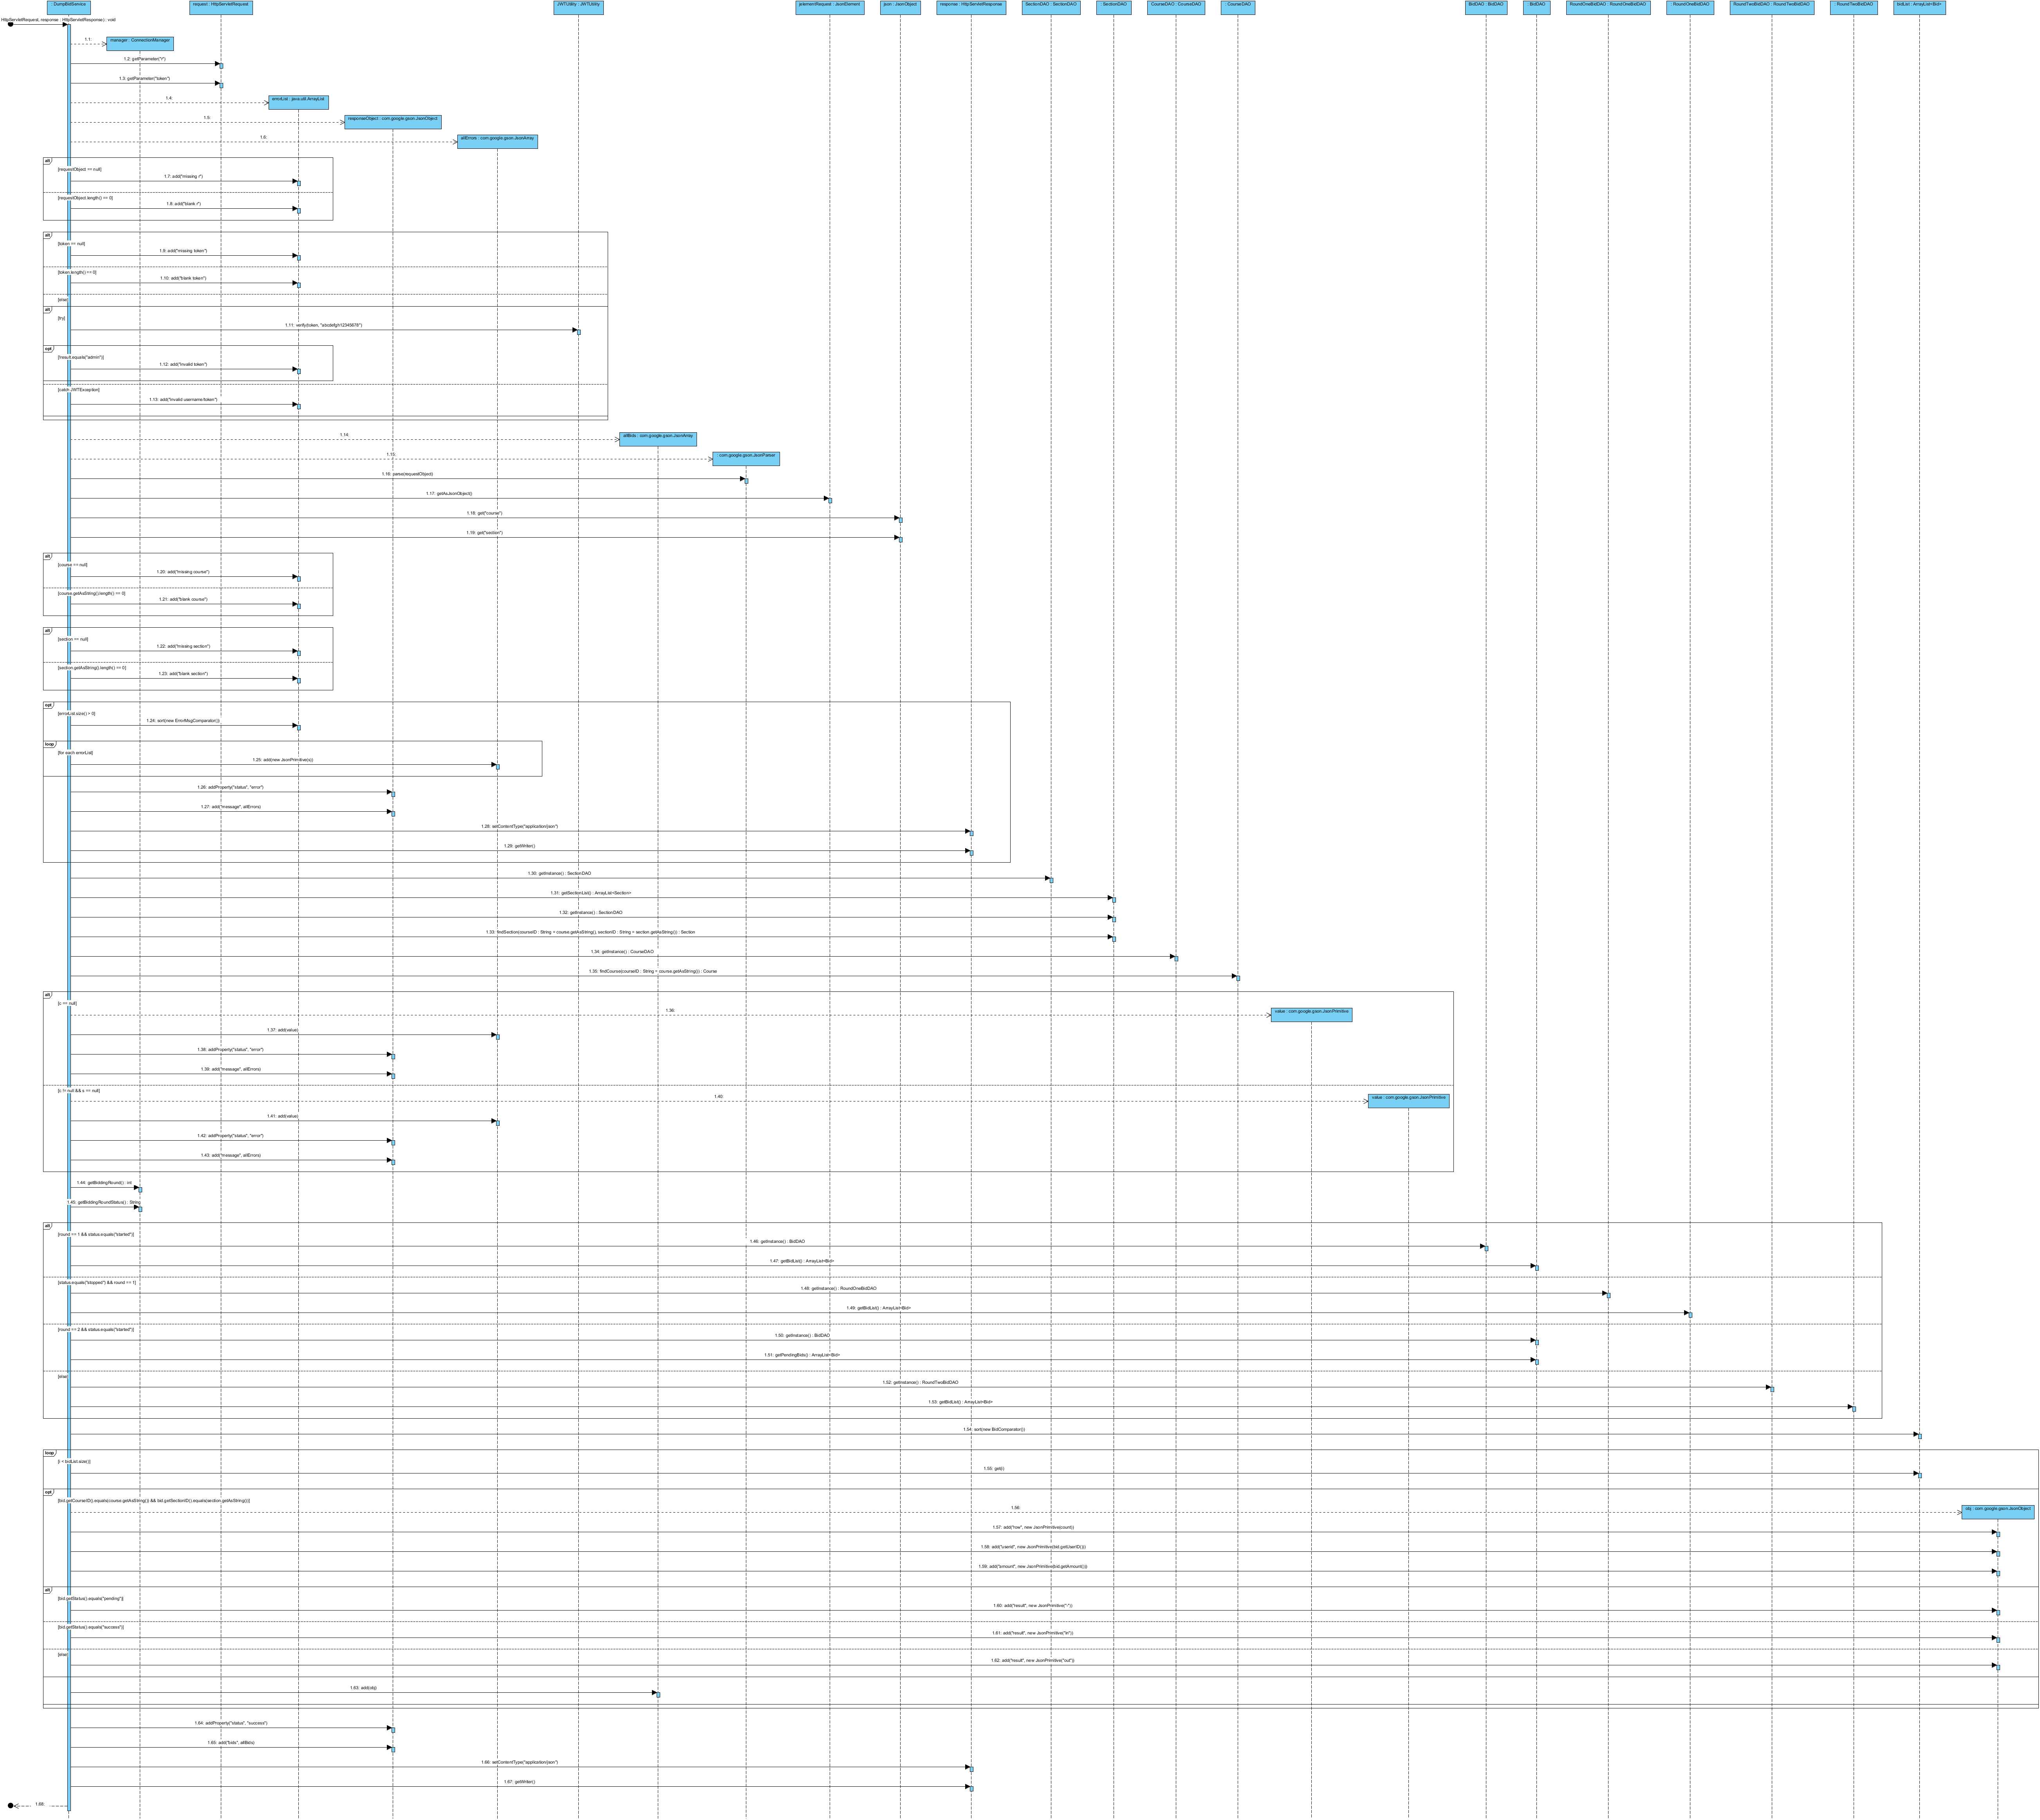 : DumpBidService
request : HttpServletRequest
JWTUtility : JWTUtility
jelementRequest : JsonElement
json : JsonObject
response : HttpServletResponse
SectionDAO : SectionDAO
: SectionDAO
CourseDAO : CourseDAO
: CourseDAO
BidDAO : BidDAO
: BidDAO
RoundOneBidDAO : RoundOneBidDAO
: RoundOneBidDAO
RoundTwoBidDAO : RoundTwoBidDAO
: RoundTwoBidDAO
bidList : ArrayList<Bid>
HttpServletRequest, response : HttpServletResponse) : void
1.1:
manager : ConnectionManager
1.2: getParameter("r")
1.3: getParameter("token")
1.4:
errorList : java.util.ArrayList
1.5:
responseObject : com.google.gson.JsonObject
1.6:
allErrors : com.google.gson.JsonArray
alt
[requestObject == null]
1.7: add("missing r")
[requestObject.length() == 0]
1.8: add("blank r")
alt
[token == null]
1.9: add("missing token")
[token.length() == 0]
1.10: add("blank token")
[else]
alt
[try]
1.11: verify(token, "abcdefgh12345678")
opt
[!result.equals("admin")]
1.12: add("invalid token")
[catch JWTException]
1.13: add("invalid username/token")
1.14:
allBids : com.google.gson.JsonArray
1.15:
: com.google.gson.JsonParser
1.16: parse(requestObject)
1.17: getAsJsonObject()
1.18: get("course")
1.19: get("section")
alt
[course == null]
1.20: add("missing course")
[course.getAsString().length() == 0]
1.21: add("blank course")
alt
[section == null]
1.22: add("missing section")
[section.getAsString().length() == 0]
1.23: add("blank section")
opt
[errorList.size() > 0]
1.24: sort(new ErrorMsgComparator())
loop
[for each errorList]
1.25: add(new JsonPrimitive(s))
1.26: addProperty("status", "error")
1.27: add("message", allErrors)
1.28: setContentType("application/json")
1.29: getWriter()
1.30: getInstance() : SectionDAO
1.31: getSectionList() : ArrayList<Section>
1.32: getInstance() : SectionDAO
1.33: findSection(courseID : String = course.getAsString(), sectionID : String = section.getAsString()) : Section
1.34: getInstance() : CourseDAO
1.35: findCourse(courseID : String = course.getAsString()) : Course
alt
[c == null]
1.36:
value : com.google.gson.JsonPrimitive
1.37: add(value)
1.38: addProperty("status", "error")
1.39: add("message", allErrors)
[c != null && s == null]
1.40:
value : com.google.gson.JsonPrimitive
1.41: add(value)
1.42: addProperty("status", "error")
1.43: add("message", allErrors)
1.44: getBiddingRound() : int
1.45: getBiddingRoundStatus() : String
alt
[round == 1 && status.equals("started")]
1.46: getInstance() : BidDAO
1.47: getBidList() : ArrayList<Bid>
[status.equals("stopped") && round == 1]
1.48: getInstance() : RoundOneBidDAO
1.49: getBidList() : ArrayList<Bid>
[round == 2 && status.equals("started")]
1.50: getInstance() : BidDAO
1.51: getPendingBids() : ArrayList<Bid>
[else]
1.52: getInstance() : RoundTwoBidDAO
1.53: getBidList() : ArrayList<Bid>
1.54: sort(new BidComparator())
loop
[i < bidList.size()]
1.55: get(i)
opt
[bid.getCourseID().equals(course.getAsString()) && bid.getSectionID().equals(section.getAsString())]
1.56:
obj : com.google.gson.JsonObject
1.57: add("row", new JsonPrimitive(count))
1.58: add("userid", new JsonPrimitive(bid.getUserID()))
1.59: add("amount", new JsonPrimitive(bid.getAmount()))
alt
[bid.getStatus().equals("pending")]
1.60: add("result", new JsonPrimitive("-"))
[bid.getStatus().equals("success")]
1.61: add("result", new JsonPrimitive("in"))
[else]
1.62: add("result", new JsonPrimitive("out"))
1.63: add(obj)
1.64: addProperty("status", "success")
1.65: add("bids", allBids)
1.66: setContentType("application/json")
1.67: getWriter()
1.68: